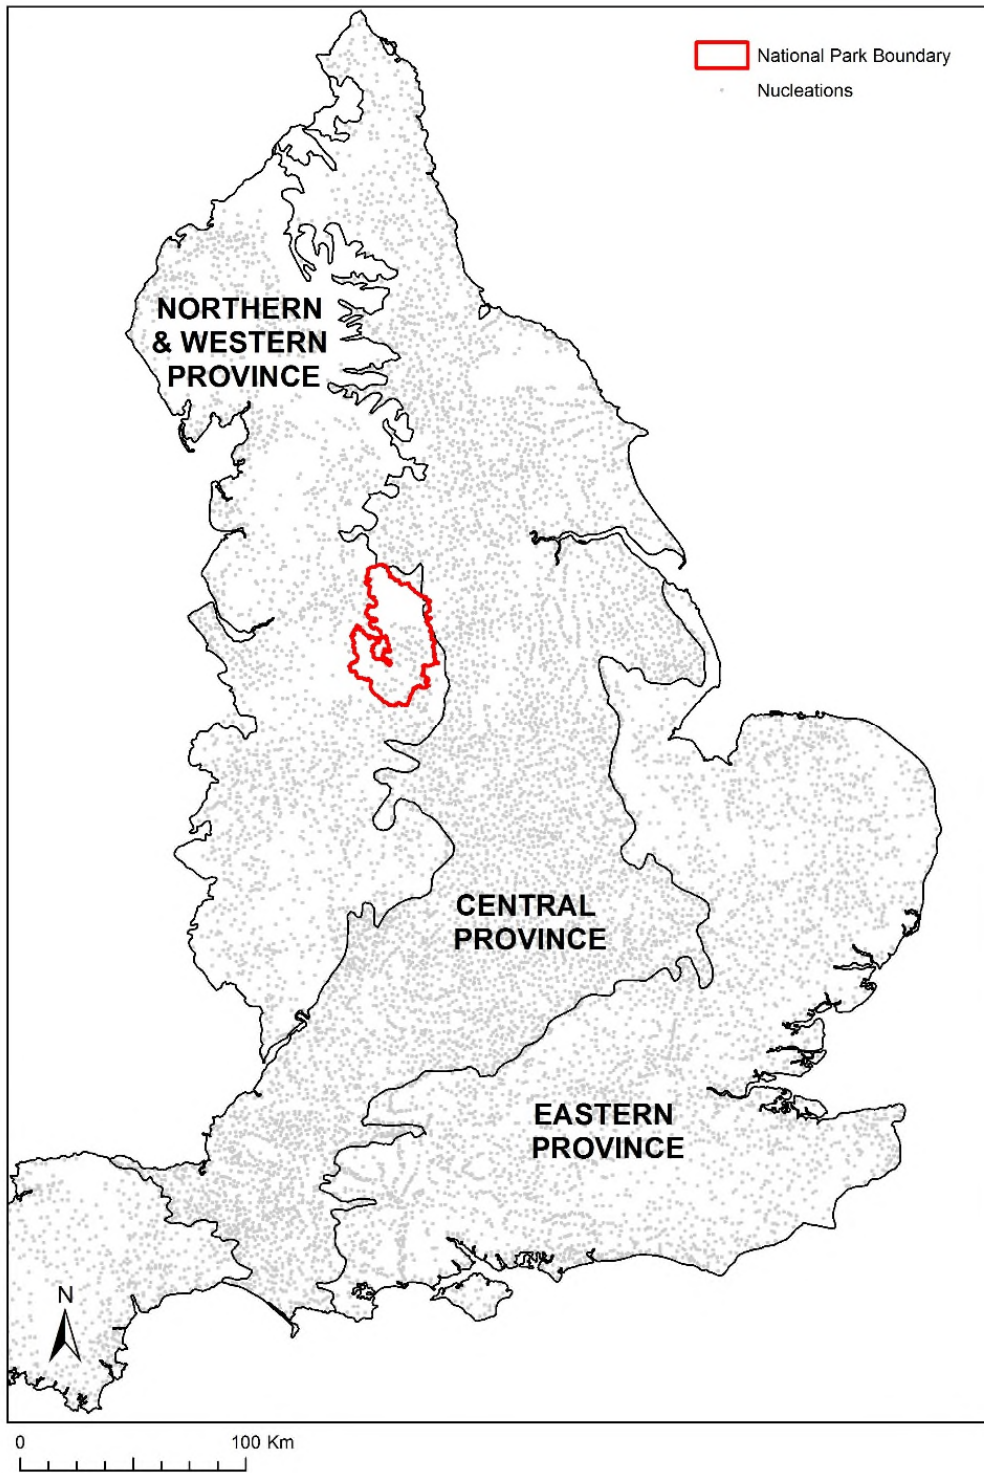 National Park Boundary
Nucleations
NORTHERN
& WESTERN
PROVINCE
CENTRAL
PROVINCE
EASTERN
PROVINCE
N
0 100 Km